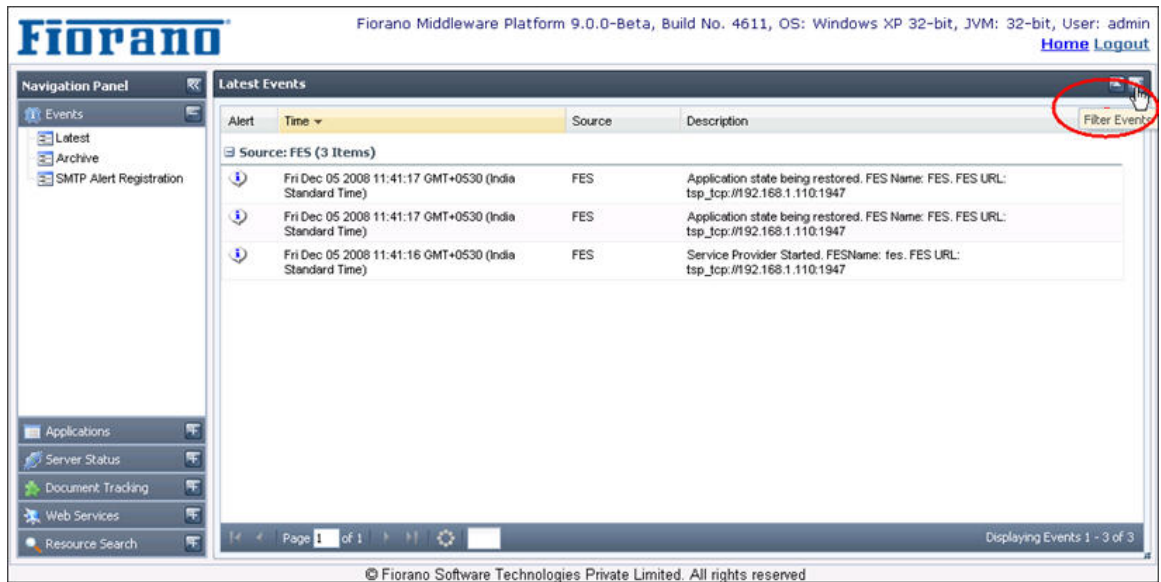 Fiorano
Fiorano Middleware Platform 9.0.0-Beta, Build No. 4611, OS: Windows XP 32-bit, JVM: 32-bit, User: admin
Home Logout
Navigation Panel
Latest Events
Events
Latest
Archive
SMTP Alert Registration
Alert Time Source Description
Filter Events
Source: FES (3 Items)
Fri Dec 05 2008 11:41:17 GMT+0530 (India
Standard Time)
FES
Application state being restored. FES Name: FES. FES URL:
tsp_tcp://192.168.1.110:1947
Fri Dec 05 2008 11:41:17 GMT+0530 (India
Standard Time)
FES
Application state being restored. FES Name: FES. FES URL:
tsp_tcp://192.168.1.110:1947
Fri Dec 05 2008 11:41:16 GMT+0530 (India
Standard Time)
FES
Service Provider Started. FESName: fes. FES URL:
tsp_tcp://192.168.1.110:1947
Applications
Server Status
Document Tracking
Web Services
Resource Search
Page 1 of 1
Displaying Events 1 - 3 of 3
© Fiorano Software Technologies Private Limited. All rights reserved